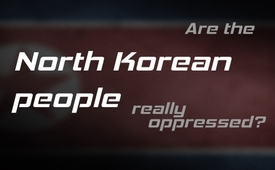 Are the
North Korean
people
really
oppressed?